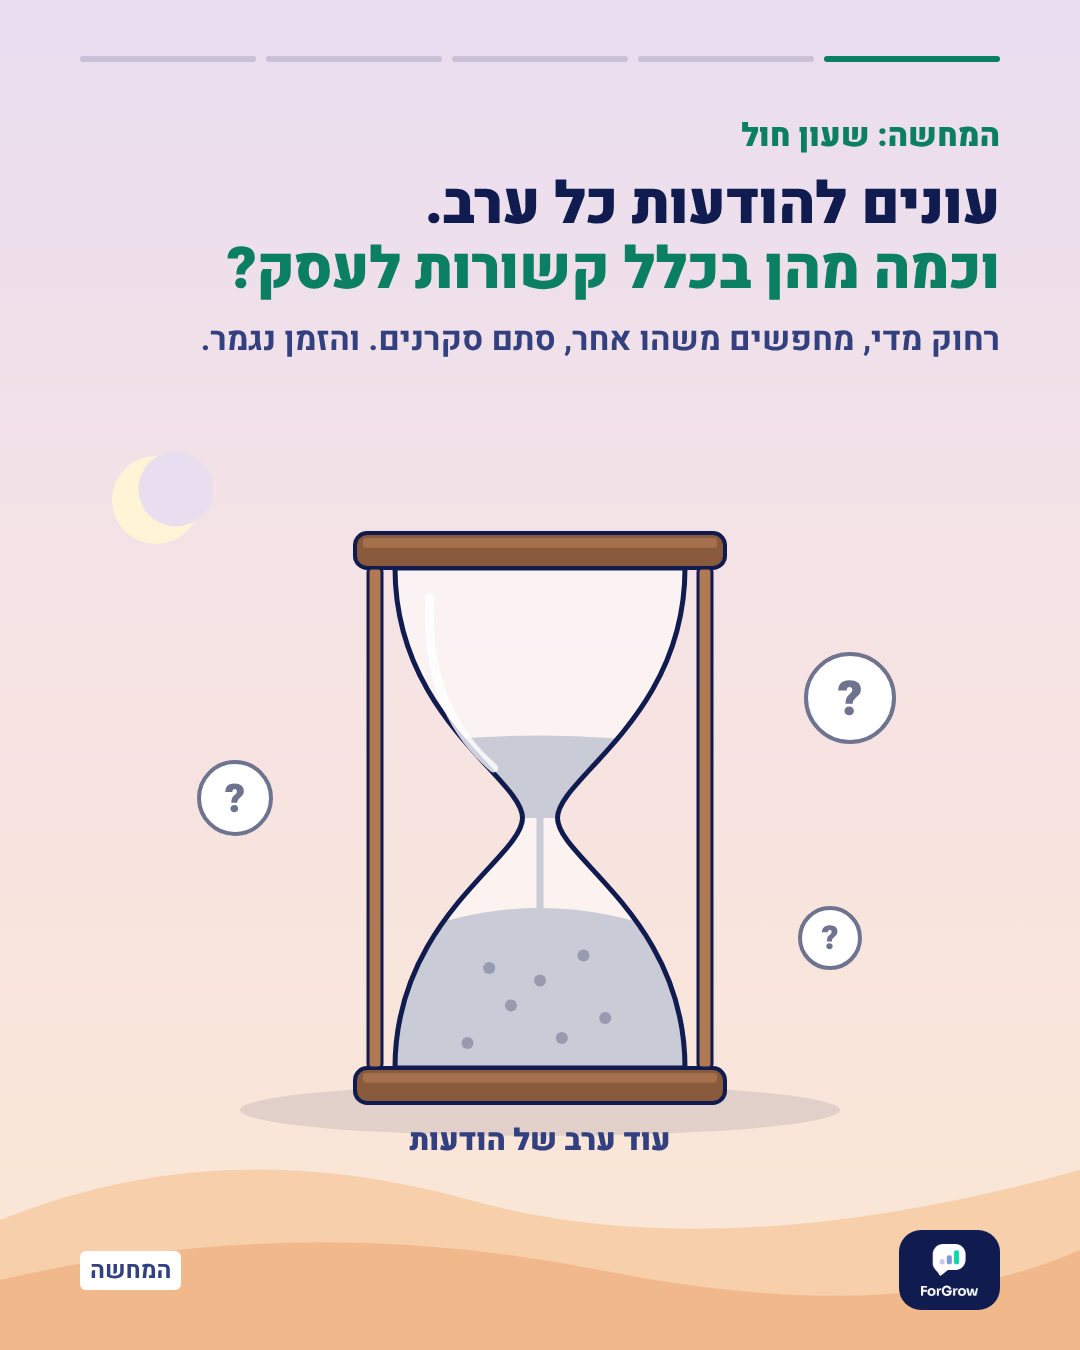 המחשה: שעון חול
עונים להודעות כל ערב.
וכמה מהן בכלל קשורות לעסק?
רחוק מדי, מחפשים משהו אחר, סתם סקרנים. והזמן נגמר.
?
?
?
עוד ערב של הודעות
המחשה
ForGrow